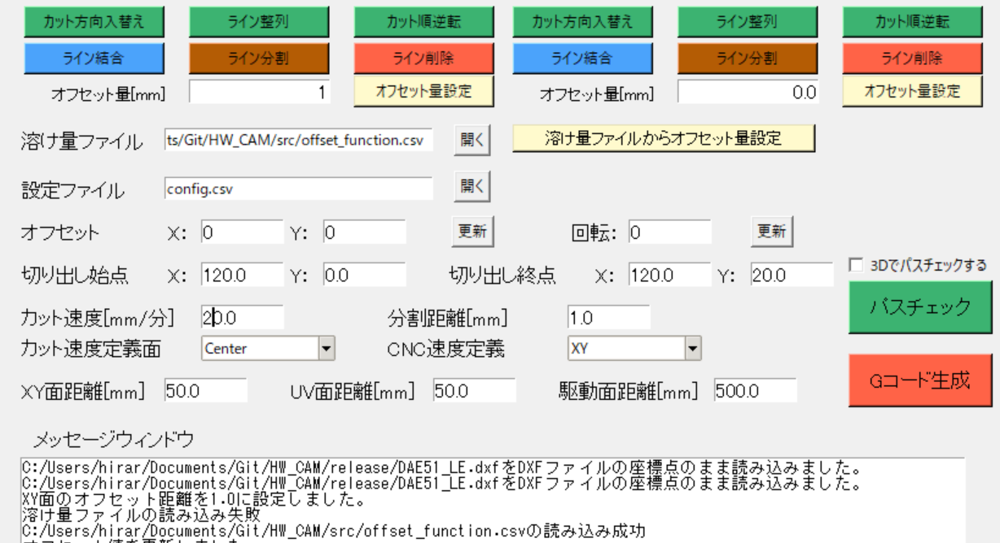 カット方向入替え ライン整列 カット順逆転 カット方向入替え ライン整列 カット順逆転
ライン結合 ライン分割 ライン削除 ライン結合 ライン分割 ライン削除
オフセット量[mm] 1 オフセット量設定 オフセット量[mm] 0.0 オフセット量設定
溶け量ファイル ts/Git/HW_CAM/src/offset_function.csv 開く 溶け量ファイルからオフセット量設定
設定ファイル config.csv 開く
オフセット X: 0 Y: 0 更新 回転: 0 更新
切り出し始点 X: 120.0 Y: 0.0 切り出し終点 X: 120.0 Y: 20.0 3Dでパスチェックする
カット速度[mm/分] 20.0 分割距離[mm] 1.0 パスチェック
カット速度定義面 Center CNC速度定義 XY
XY面距離[mm] 50.0 UV面距離[mm] 50.0 駆動面距離[mm] 500.0 Gコード生成
メッセージウィンドウ
C:/Users/hirar/Documents/Git/HW_CAM/release/DAE51_LE.dxfをDXFファイルの座標点のまま読み込みました。
C:/Users/hirar/Documents/Git/HW_CAM/release/DAE51_LE.dxfをDXFファイルの座標点のまま読み込みました。
XY面のオフセット距離を1.0に設定しました。
溶け量ファイルの読み込み失敗
C:/Users/hirar/Documents/Git/HW_CAM/src/offset_function.csvの読み込み成功
オフセット値を更新しました